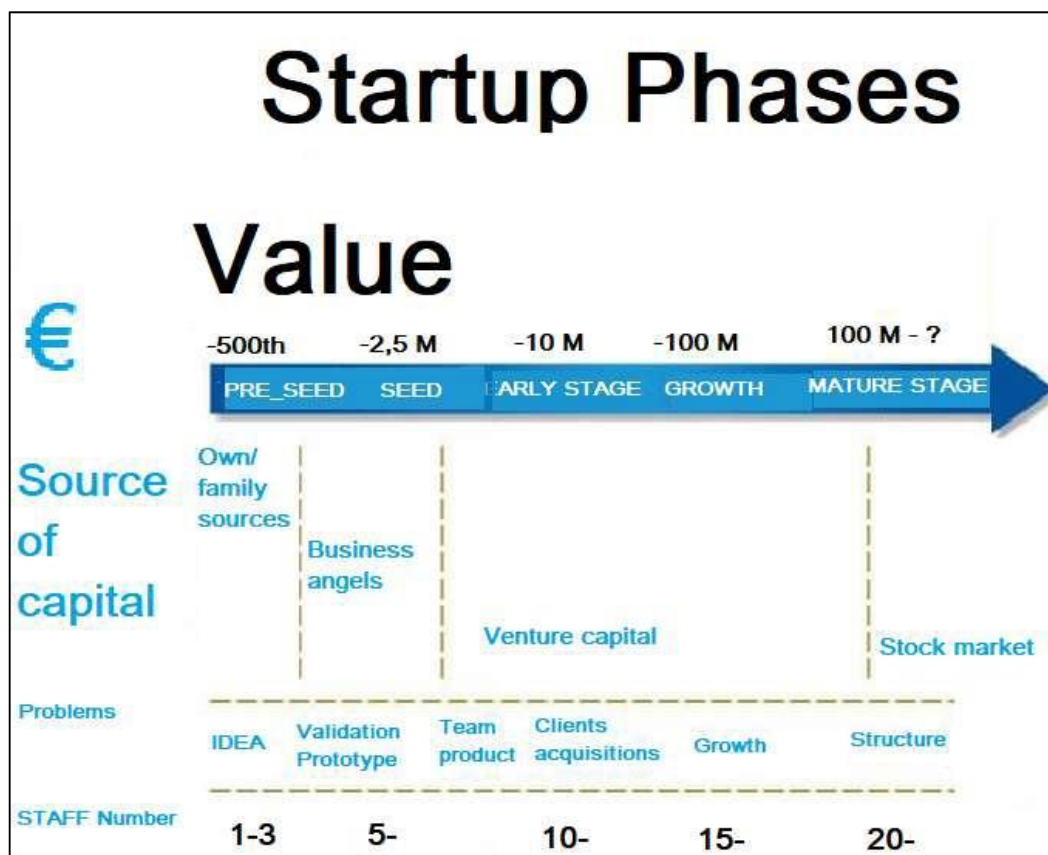 Startup Phases
Value
€
-500th -2,5 M -10 M -100 M 100 M - ?
PRE_SEED SEED EARLY STAGE GROWTH MATURE STAGE
Source
of
capital
Own/
family
sources
Business
angels
Venture capital
Stock market
Problems
IDEA
Validation
Prototype
Team
product
Clients
acquisitions
Growth
Structure
STAFF Number
1-3 5- 10- 15- 20-